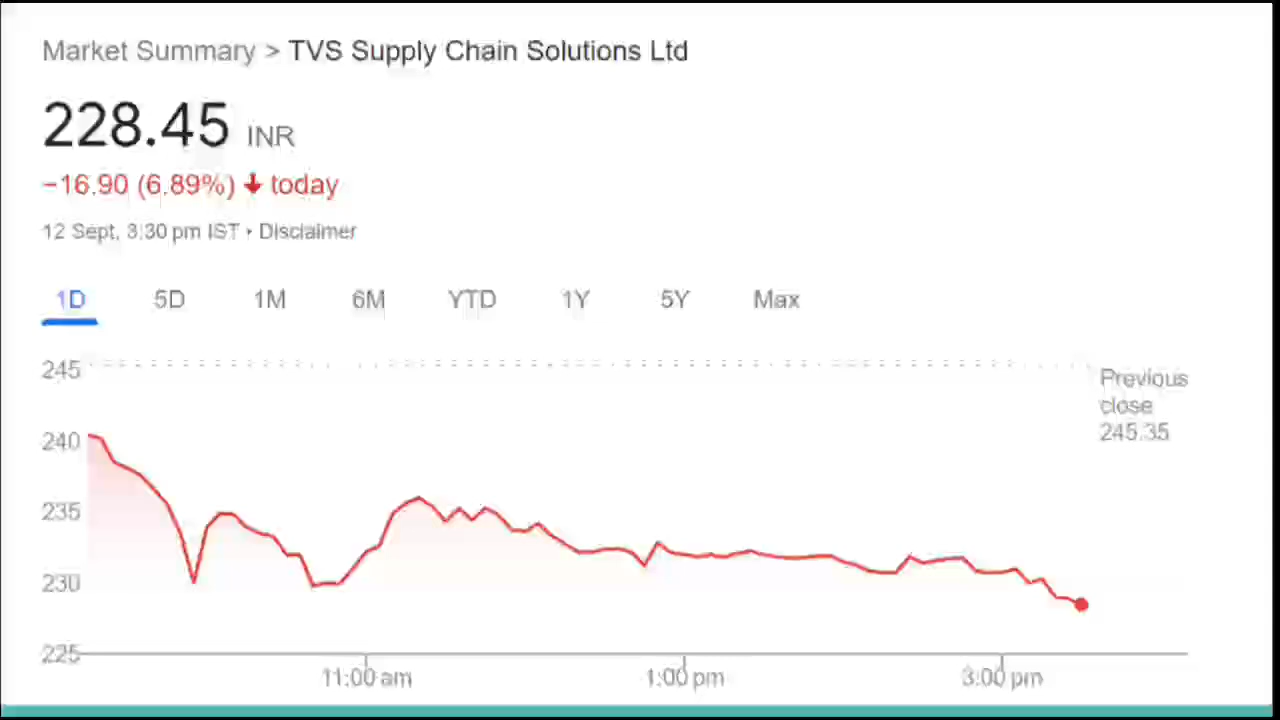 Market Summary > TVS Supply Chain Solutions Ltd
228.45 INR
−16.90 (6.89%) ↓ today
12 Sept, 3:30 pm IST • Disclaimer
1D 5D 1M 6M YTD 1Y 5Y Max
245
Previous
close
245.35
240
235
230
225
11:00 am 1:00 pm 3:00 pm